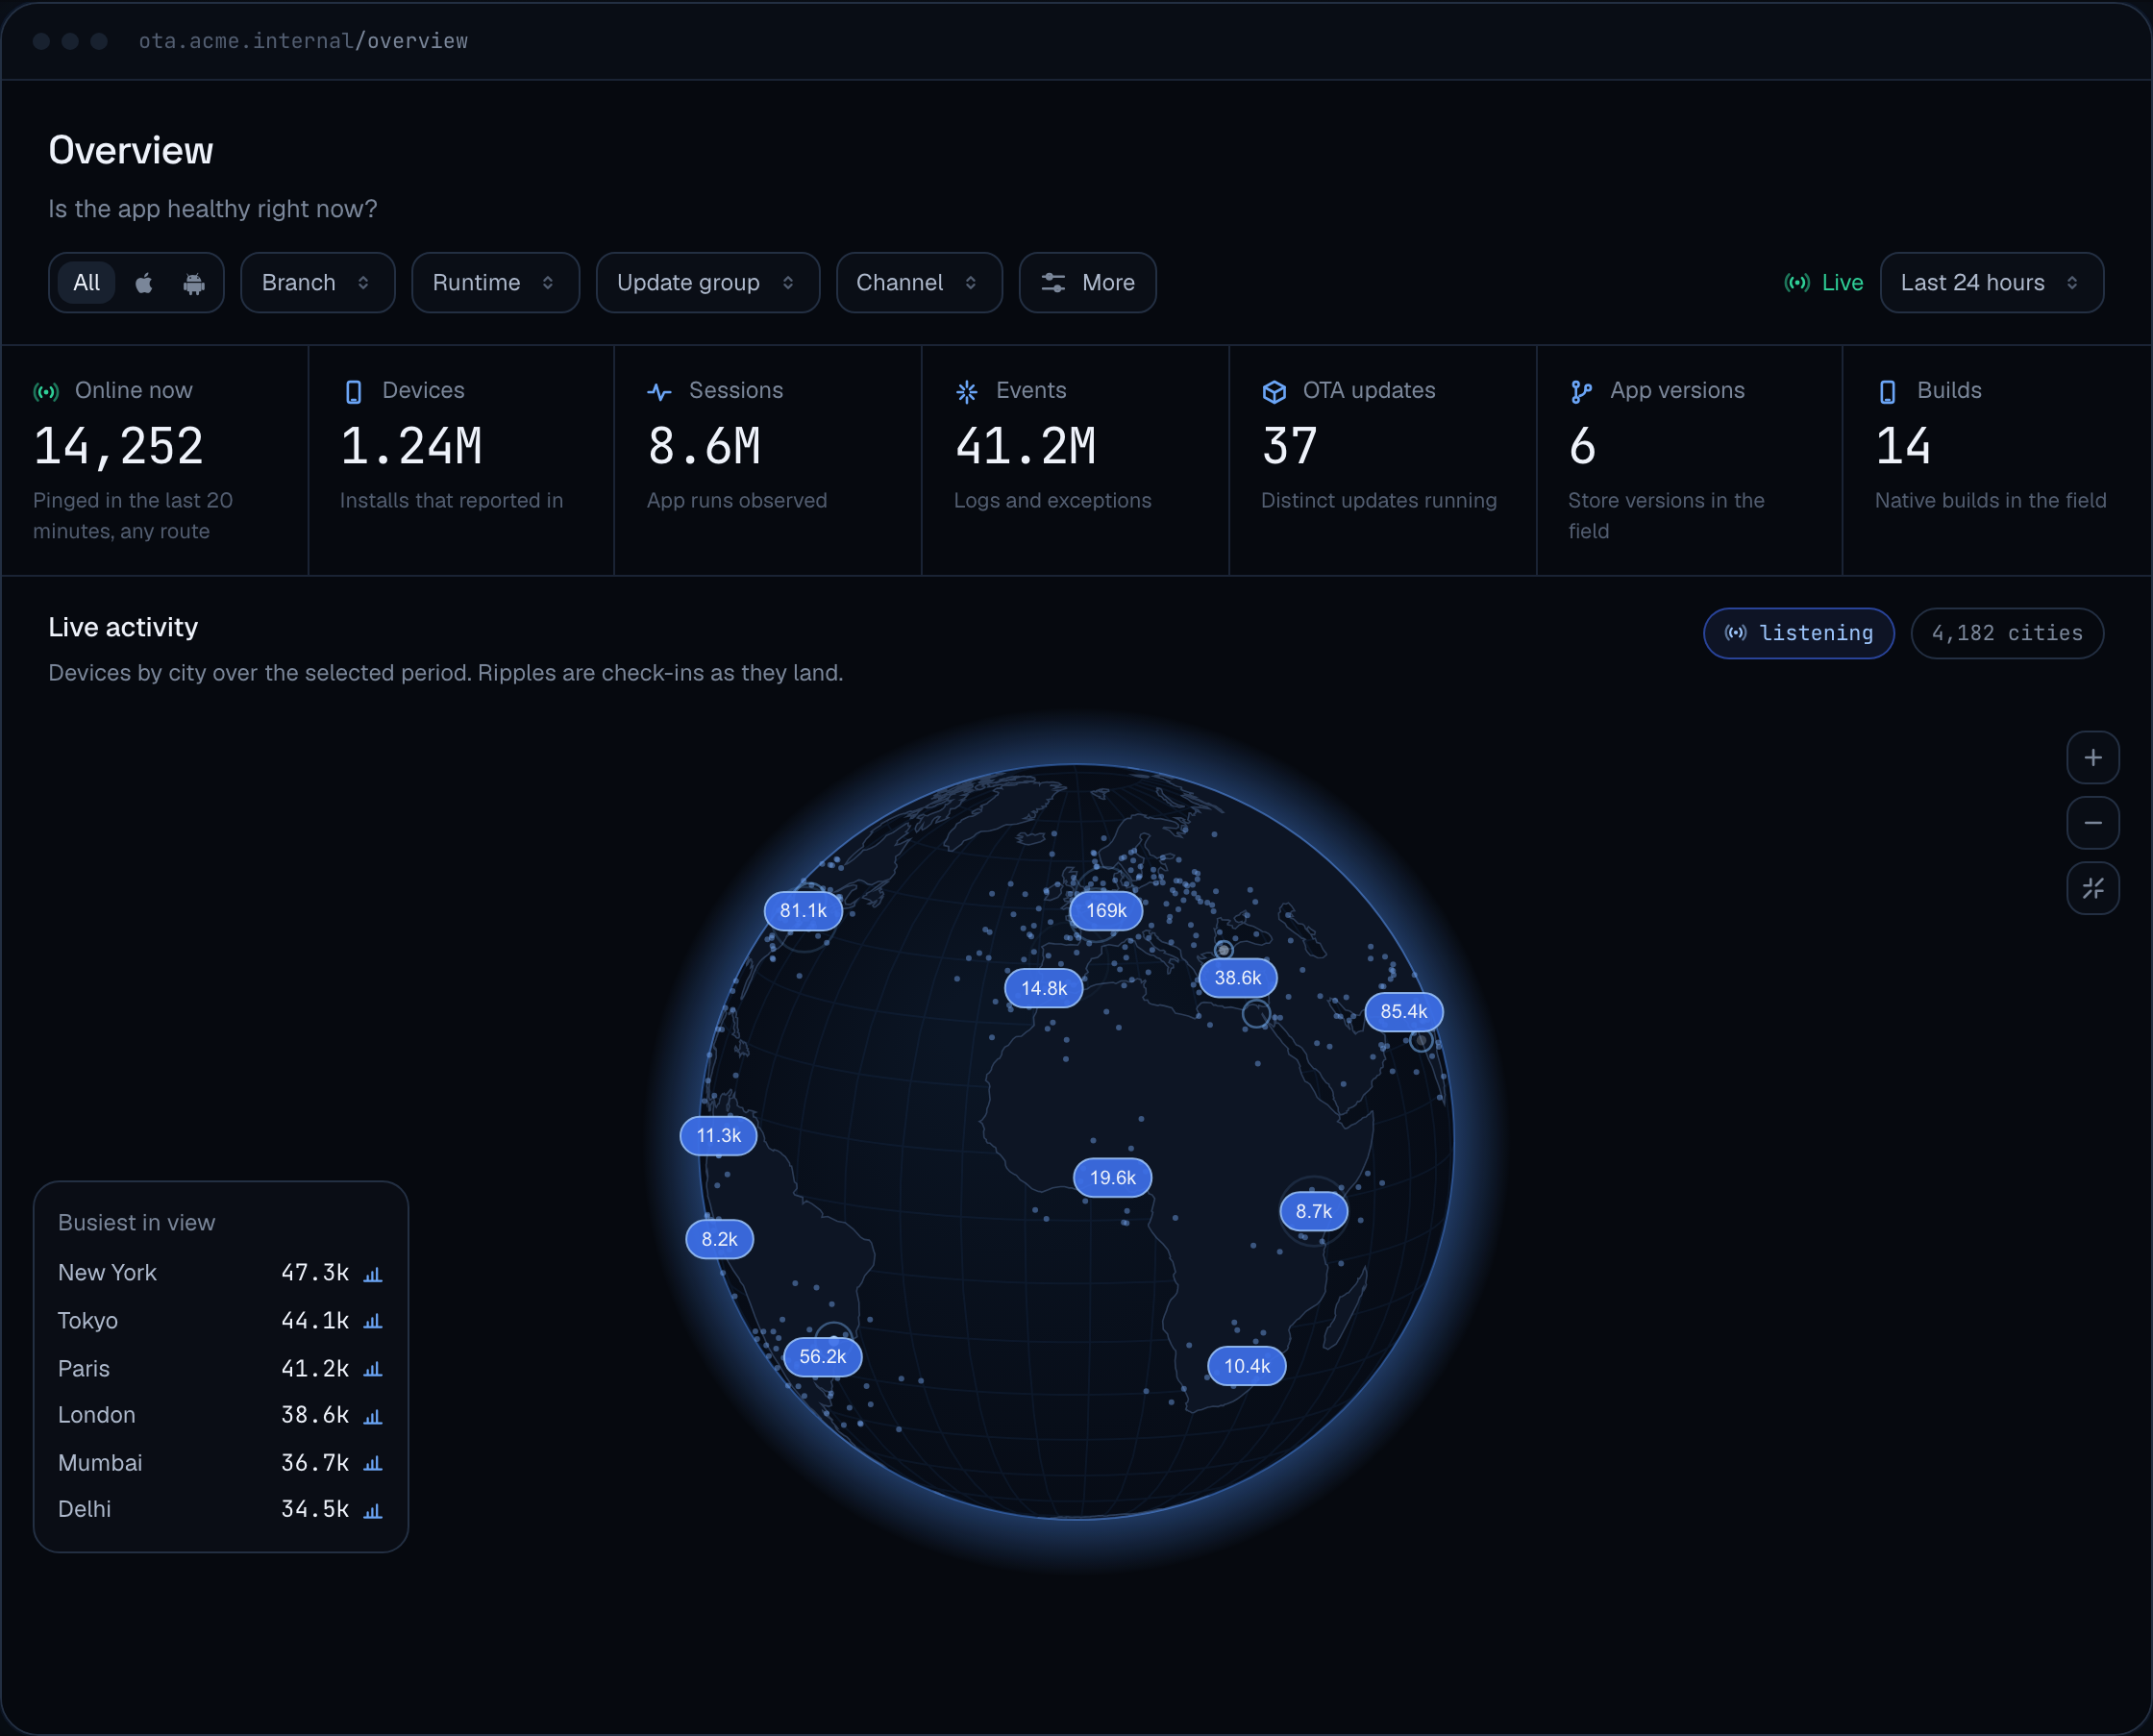 ota.acme.internal/overview
Overview
Is the app healthy right now?
All
Branch
Runtime
Update group
Channel
More
Live
Last 24 hours
Online now
14,252
Pinged in the last 20
minutes, any route
Devices
1.24M
Installs that reported in
Sessions
8.6M
App runs observed
Events
41.2M
Logs and exceptions
OTA updates
37
Distinct updates running
App versions
6
Store versions in the
field
Builds
14
Native builds in the field
Live activity
Devices by city over the selected period. Ripples are check-ins as they land.
listening
4,182 cities
81.1k
169k
38.6k
14.8k
85.4k
11.3k
19.6k
8.7k
8.2k
56.2k
10.4k
Busiest in view
New York 47.3k
Tokyo 44.1k
Paris 41.2k
London 38.6k
Mumbai 36.7k
Delhi 34.5k